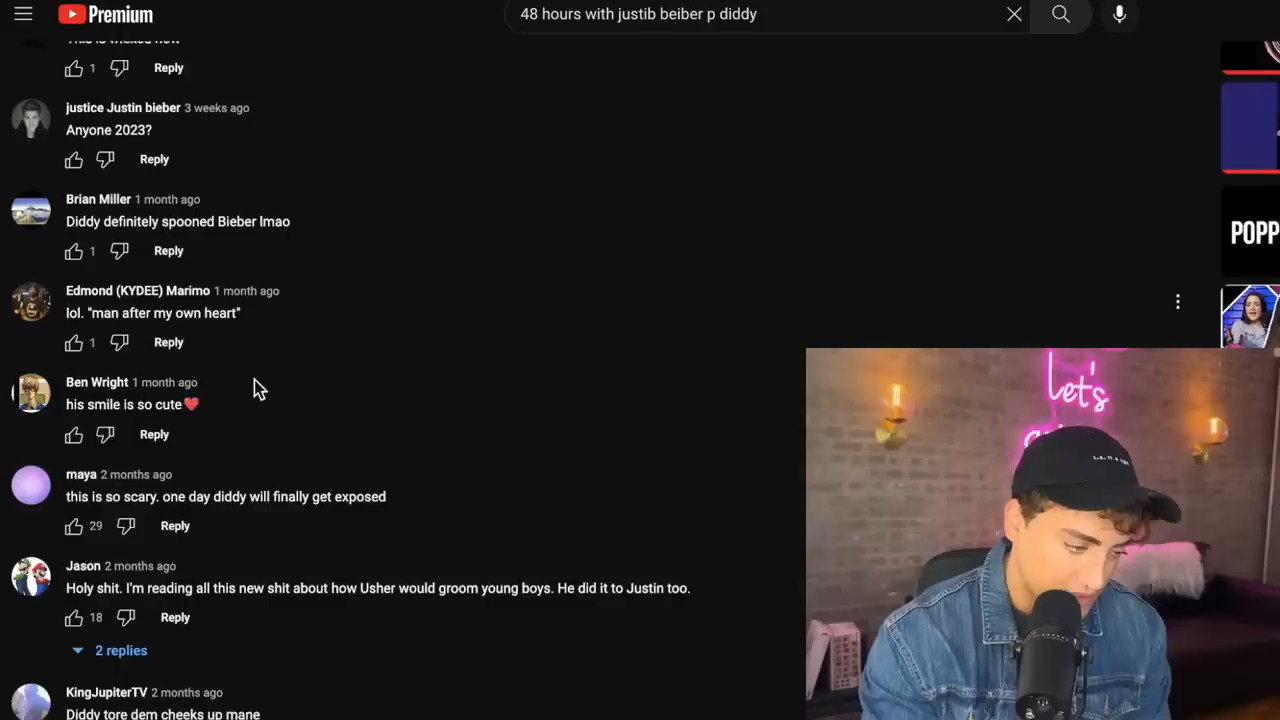 Premium
48 hours with justib beiber p diddy
1
Reply
justice Justin bieber 3 weeks ago
Anyone 2023?
Reply
Brian Miller 1 month ago
Diddy definitely spooned Bieber lmao
1
Reply
Edmond (KYDEE) Marimo 1 month ago
lol. "man after my own heart"
1
Reply
Ben Wright 1 month ago
his smile is so cute❤️
Reply
maya 2 months ago
this is so scary. one day diddy will finally get exposed
29
Reply
Jason 2 months ago
Holy shit. I'm reading all this new shit about how Usher would groom young boys. He did it to Justin too.
18
Reply
2 replies
KingJupiterTV 2 months ago
Diddy tore dem cheeks up mane
POPP
let's